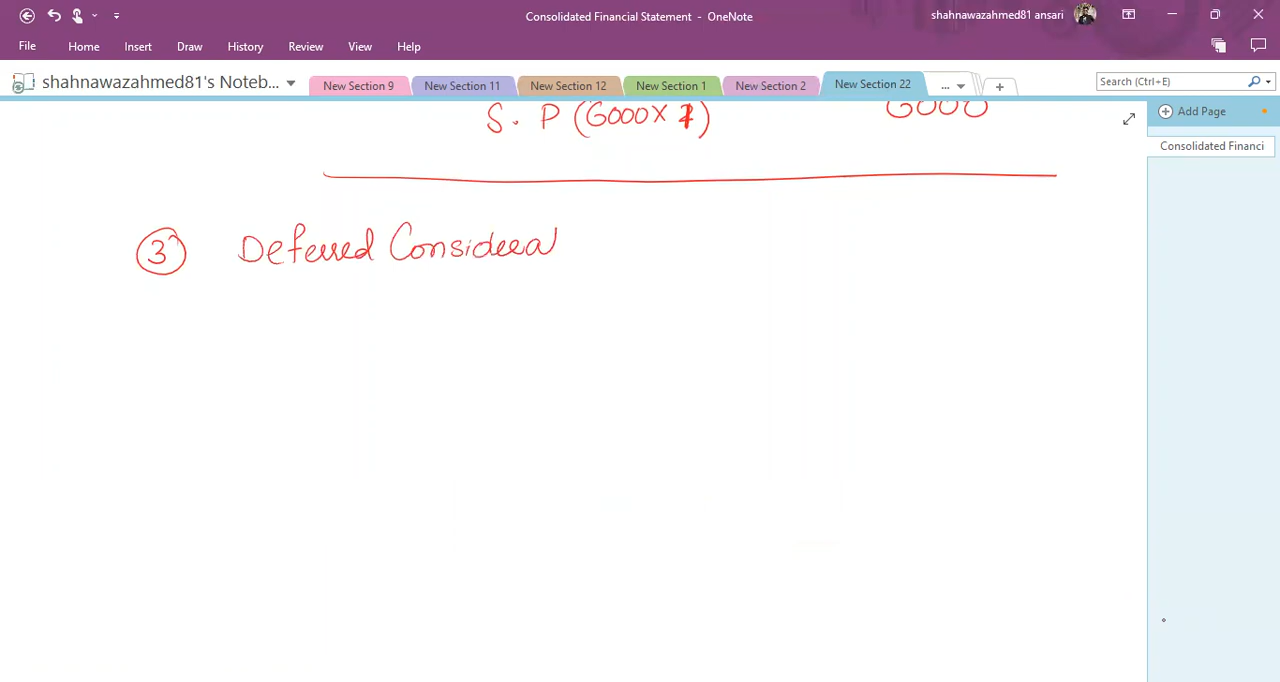 Consolidated Financial Statement - OneNote
shahnawazahmed81 ansari
File Home Insert Draw History Review View Help
shahnawazahmed81's Noteb...
New Section 9 New Section 11 New Section 12 New Section 1 New Section 2 New Section 22 ...
Search (Ctrl+E)
Add Page
Consolidated Financi
S. P (6000 X 1) 6000
3 Deferred Considera